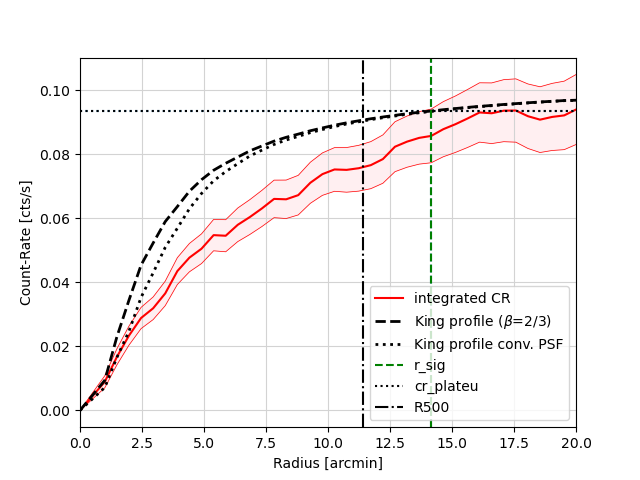 0.10
0.08
0.06
0.04
0.02
0.00
Count-Rate [cts/s]
integrated CR
King profile (β=2/3)
King profile conv. PSF
r_sig
cr_plateu
R500
0.0 2.5 5.0 7.5 10.0 12.5 15.0 17.5 20.0
Radius [arcmin]